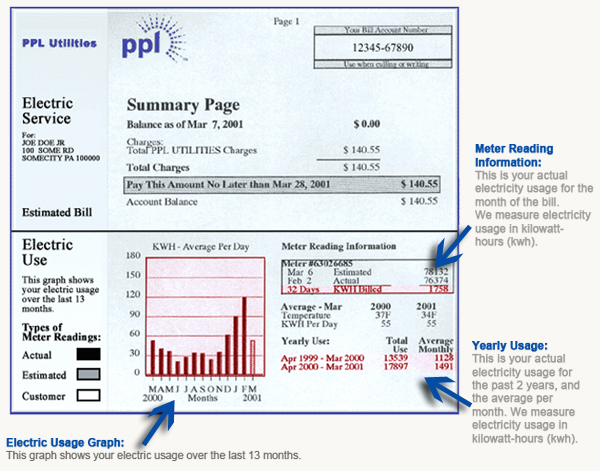 Page 1
PPL Utilities
ppl
Your Bill Account Number
12345-67890
Use when calling or writing
Electric
Service
For:
JOE DOE JR
100 SOME RD
SOMECITY PA 100000
Estimated Bill
Summary Page
Balance as of Mar 7, 2001 $ 0.00
Charges:
Total PPL UTILITIES Charges $ 140.55
Total Charges $ 140.55
Pay This Amount No Later than Mar 28, 2001 $ 140.55
Account Balance $ 140.55
Meter Reading
Information:
This is your actual
electricity usage for the
month of the bill.
We measure electricity
usage in kilowatt-
hours (kwh).
Electric
Use
This graph shows
your electric usage
over the last 13
months.
Types of
Meter Readings:
Actual
Estimated
Customer
KWH - Average Per Day
180
150
120
90
60
30
0
M A M J J A S O N D J F M
2000 Months 2001
Meter Reading Information
Meter #63026685
Mar 6 Estimated 78132
Feb 2 Actual 76374
32 Days KWH Billed 1758
Average - Mar 2000 2001
Temperature 37F 34F
KWH Per Day 55 55
Yearly Use: Total Average
Use Monthly
Apr 1999 - Mar 2000 13539 1128
Apr 2000 - Mar 2001 17897 1491
Yearly Usage:
This is your actual
electricity usage for
the past 2 years, and
the average per
month. We measure
electricity usage in
kilowatt-hours (kwh).
Electric Usage Graph:
This graph shows your electric usage over the last 13 months.